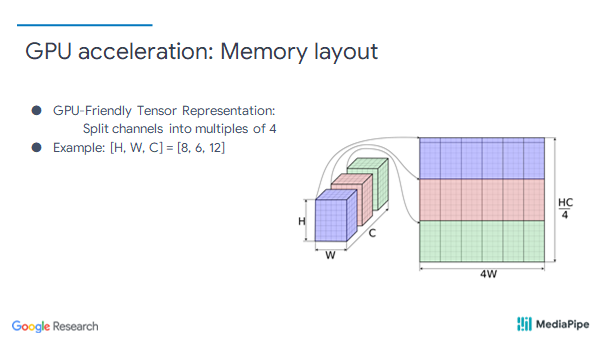 GPU acceleration: Memory layout
● GPU-Friendly Tensor Representation:
Split channels into multiples of 4
● Example: [H, W, C] = [8, 6, 12]
H
W
C
HC
4
4W
Google Research
MediaPipe